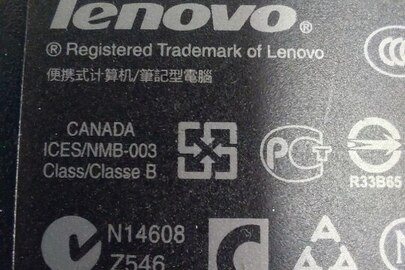 lenovo®
® Registered Trademark of Lenovo
便携式计算机/筆記型電腦
CANADA
ICES/NMB-003
Class/Classe B
R33B65
N14608
Z546